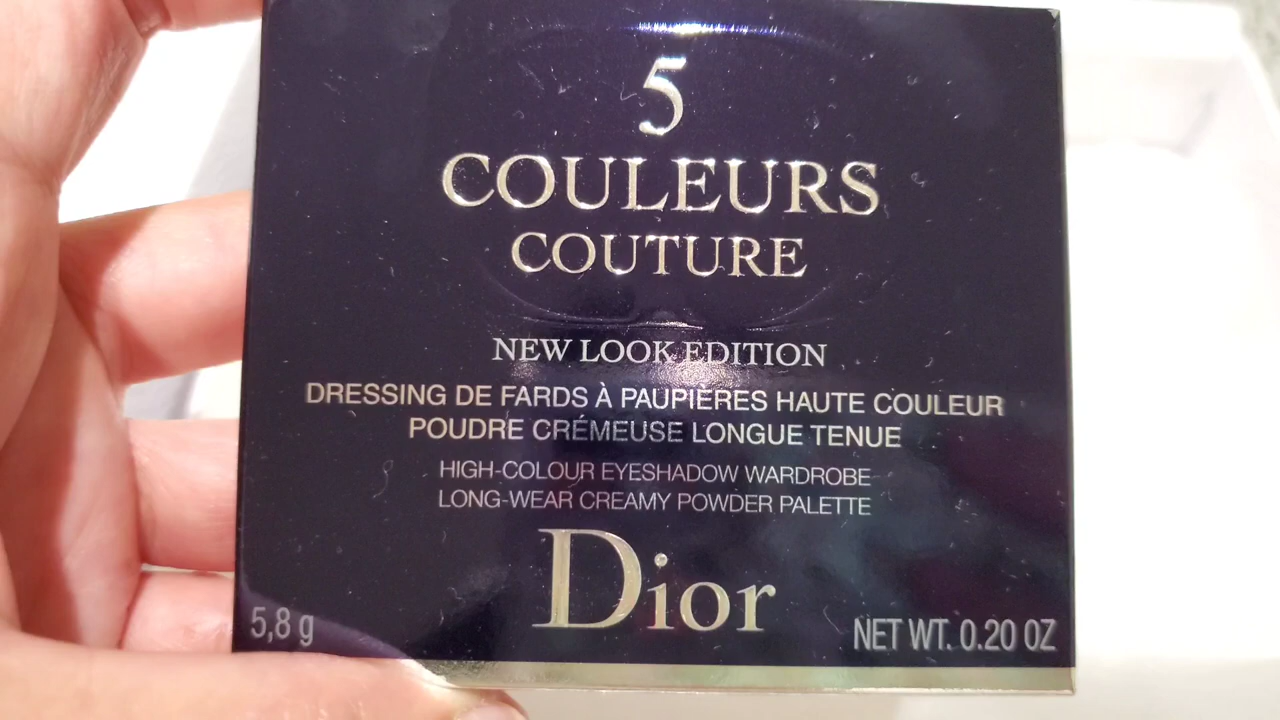 5
COULEURS
COUTURE
NEW LOOK EDITION
DRESSING DE FARDS À PAUPIÈRES HAUTE COULEUR
POUDRE CRÉMEUSE LONGUE TENUE
HIGH-COLOUR EYESHADOW WARDROBE
LONG-WEAR CREAMY POWDER PALETTE
Dior
5,8 g NET WT. 0.20 OZ